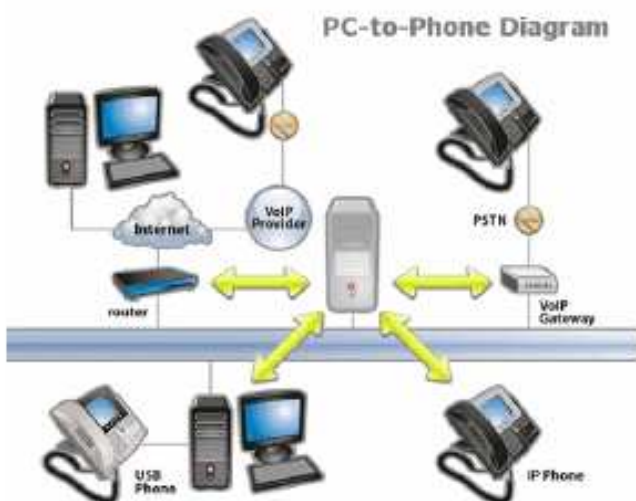 PC-to-Phone Diagram
VoIP
Provider
Internet
PSTN
router
VoIP
Gateway
USB
Phone
IP Phone